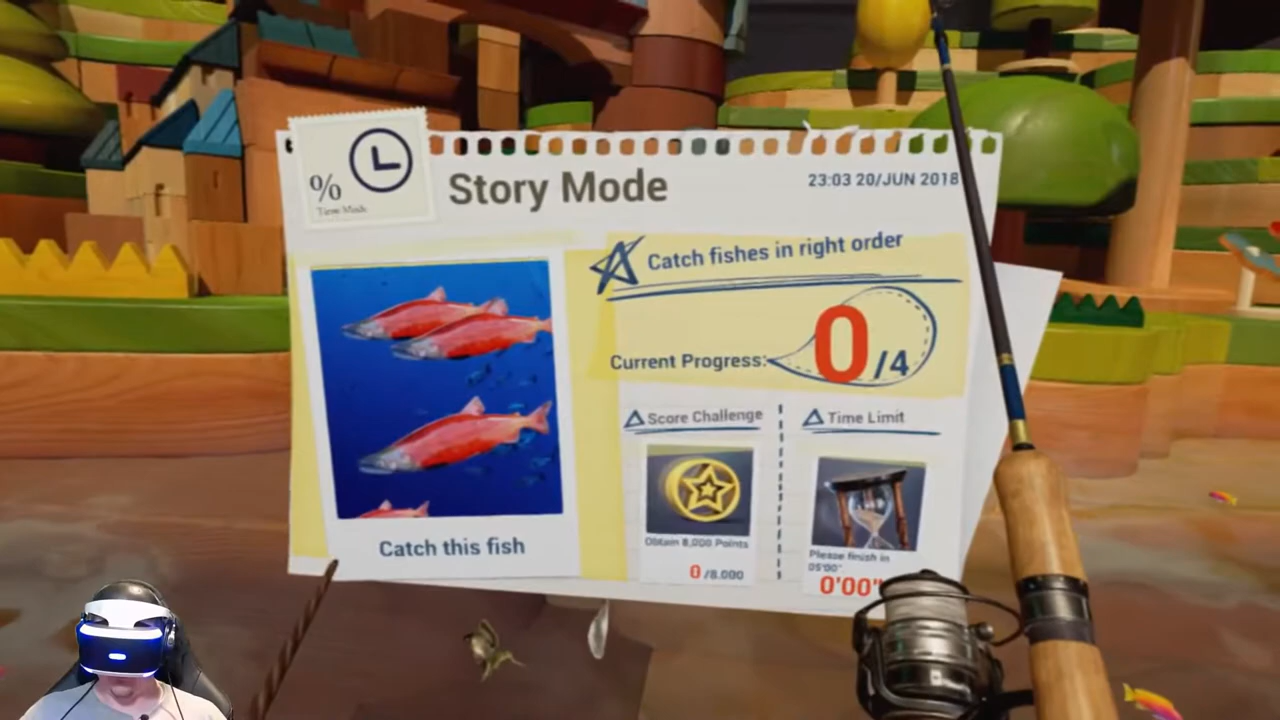 %
Time Mode
Story Mode
23:03 20/JUN 2018
Catch fishes in right order
Current Progress:
0/4
Catch this fish
Score Challenge
Obtain 8,000 Points
0/8.000
Time Limit
Please finish in
05'00"
0'00"